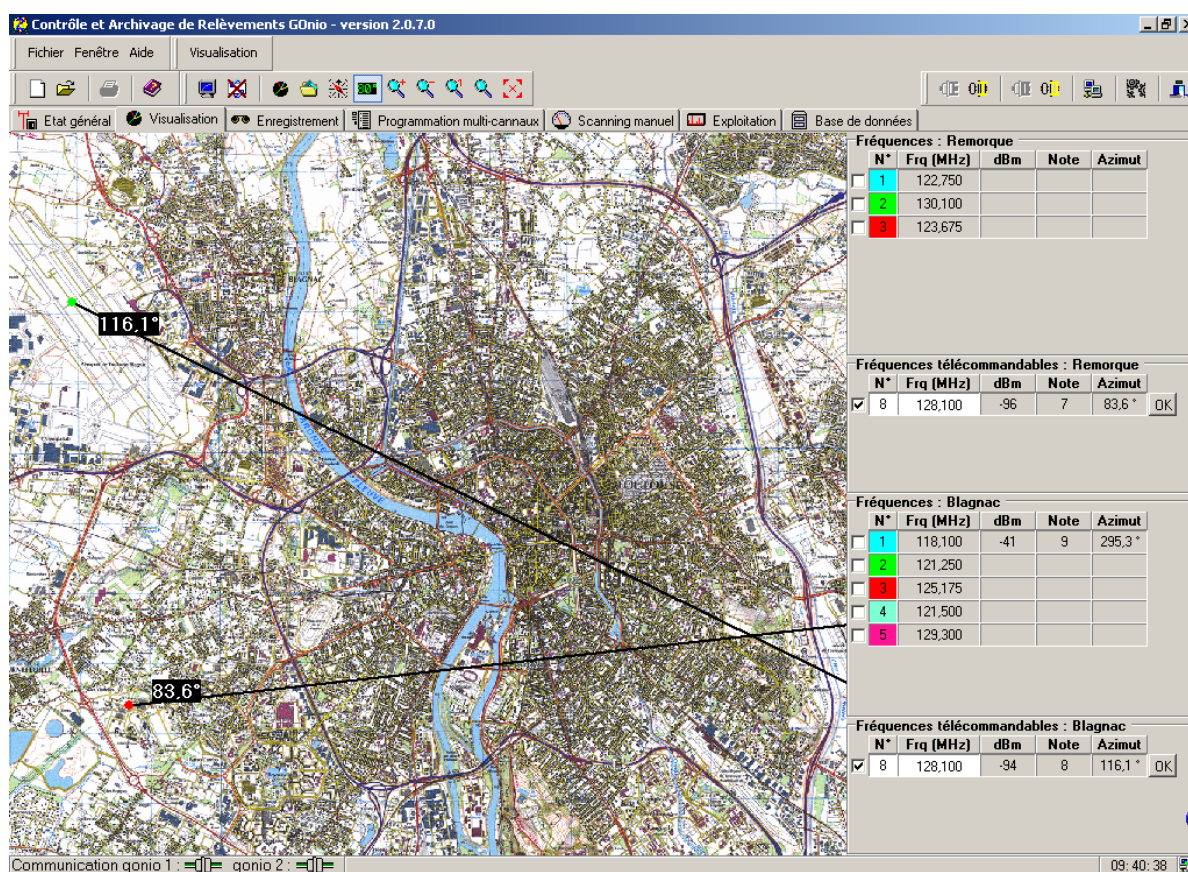 Contrôle et Archivage de Relèvements GOnio - version 2.0.7.0
Fichier Fenêtre Aide Visualisation
Etat général Visualisation Enregistrement Programmation multi-cannaux Scanning manuel Exploitation Base de données
116,1°
BLAGNAC
TOULOUSE
83,6°
Fréquences : Remorque
N° Frq (MHz) dBm Note Azimut
1 122,750
2 130,100
3 123,675
Fréquences télécommandables : Remorque
N° Frq (MHz) dBm Note Azimut
8 128,100 -96 7 83,6 ° OK
Fréquences : Blagnac
N° Frq (MHz) dBm Note Azimut
1 118,100 -41 9 295,3 °
2 121,250
3 125,175
4 121,500
5 129,300
Fréquences télécommandables : Blagnac
N° Frq (MHz) dBm Note Azimut
8 128,100 -94 8 116,1 ° OK
Communication gonio 1 : gonio 2 :
09:40:38